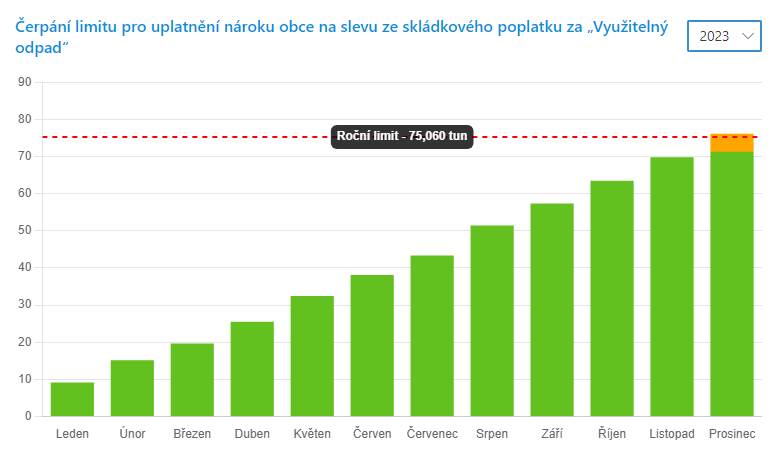 Čerpání limitu pro uplatnění nároku obce na slevu ze skládkového poplatku za „Využitelný
odpad“
2023
90
80
Roční limit - 75,060 tun
70
60
50
40
30
20
10
0
Leden Únor Březen Duben Květen Červen Červenec Srpen Září Říjen Listopad Prosinec